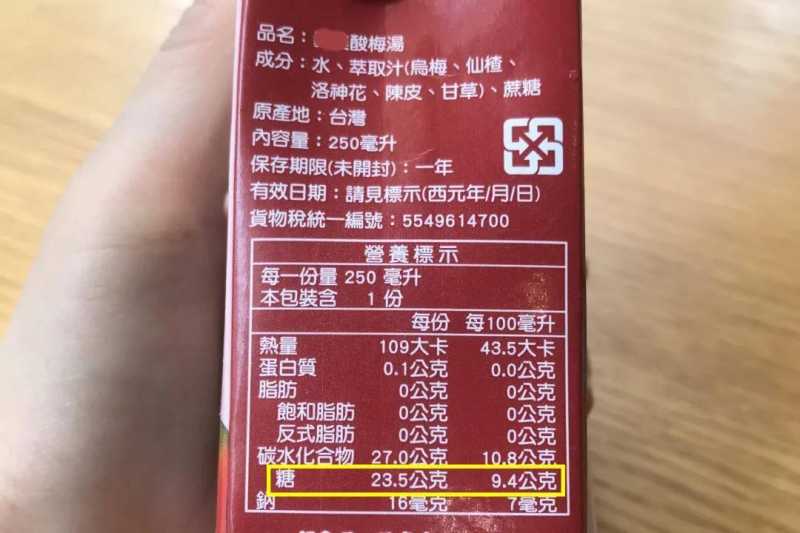 品名：酸梅湯
成分：水、萃取汁(烏梅、仙楂、
洛神花、陳皮、甘草)、蔗糖
原產地：台灣
內容量：250毫升
保存期限(未開封)：一年
有效日期：請見標示(西元年/月/日)
貨物稅統一編號：5549614700
營養標示
每一份量 250 毫升
本包裝含 1 份
每份 每100毫升
熱量 109大卡 43.5大卡
蛋白質 0.1公克 0.0公克
脂肪 0公克 0公克
飽和脂肪 0公克 0公克
反式脂肪 0公克 0公克
碳水化合物 27.0公克 10.8公克
糖 23.5公克 9.4公克
鈉 16毫克 7毫克